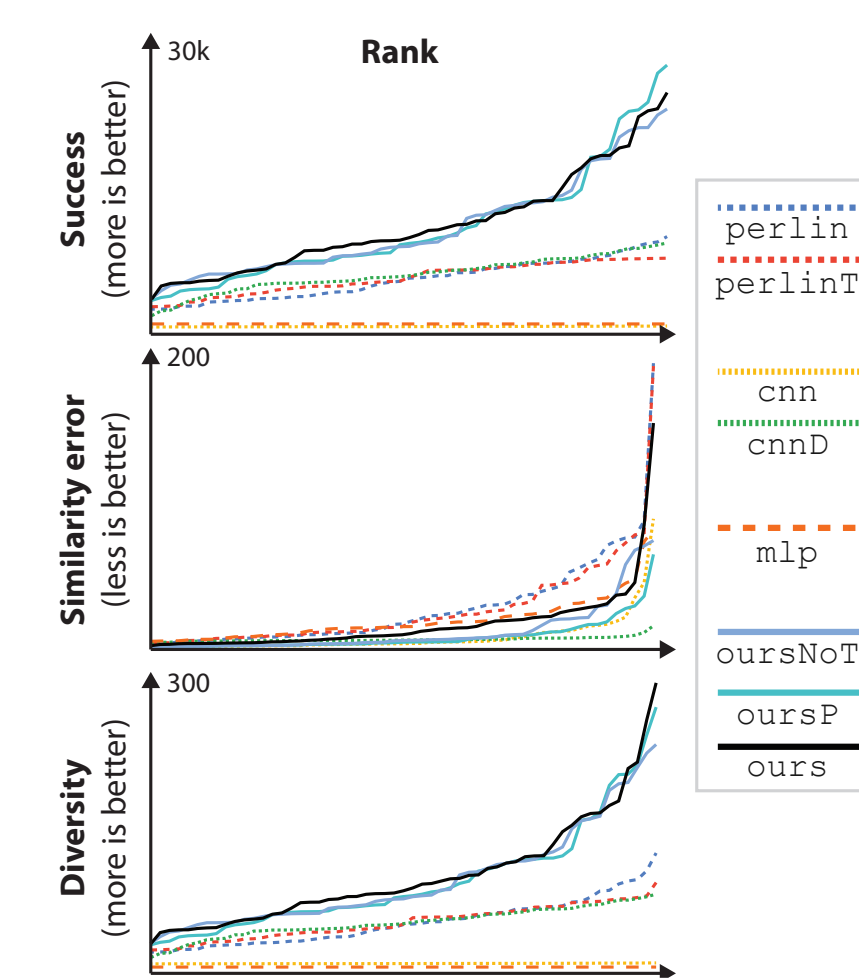 30k
Rank
Success
(more is better)
200
Similarity error
(less is better)
300
Diversity
(more is better)
perlin
perlinT
cnn
cnnD
mlp
oursNoT
oursP
ours